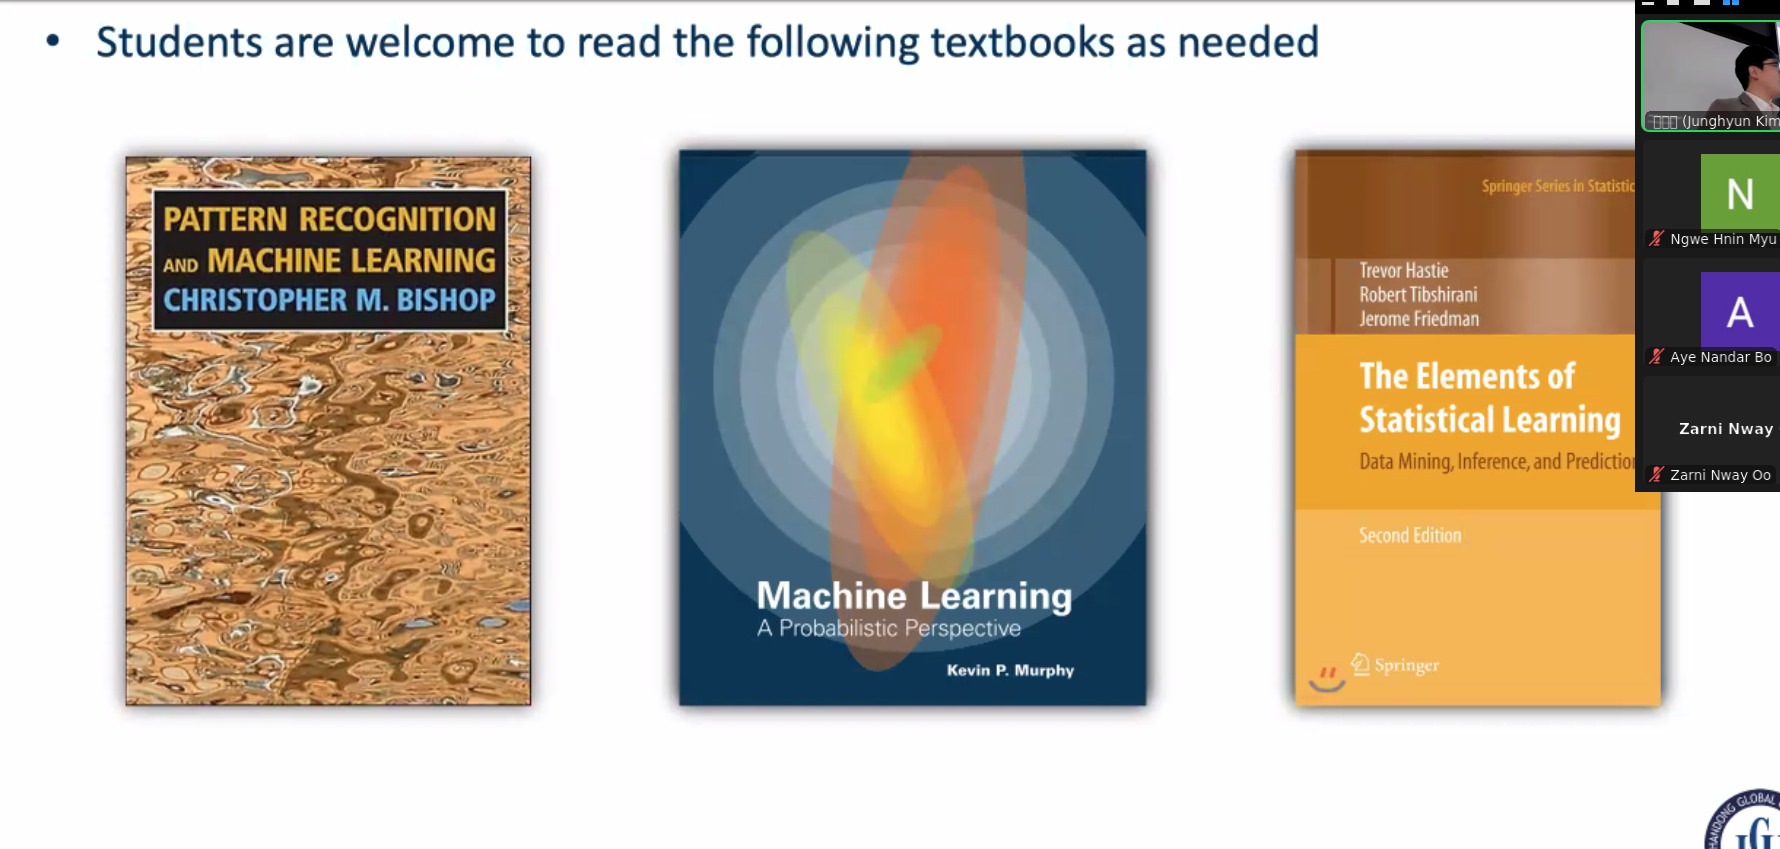 • Students are welcome to read the following textbooks as needed
PATTERN RECOGNITION
AND MACHINE LEARNING
CHRISTOPHER M. BISHOP
Machine Learning
A Probabilistic Perspective
Kevin P. Murphy
Springer Series in Statistic
Trevor Hastie
Robert Tibshirani
Jerome Friedman
The Elements of
Statistical Learning
Data Mining, Inference, and Prediction
Second Edition
Springer
(Junghyun Kim
N
Ngwe Hnin Myu
A
Aye Nandar Bo
Zarni Nway
Zarni Nway Oo
HANDONG GLOBAL